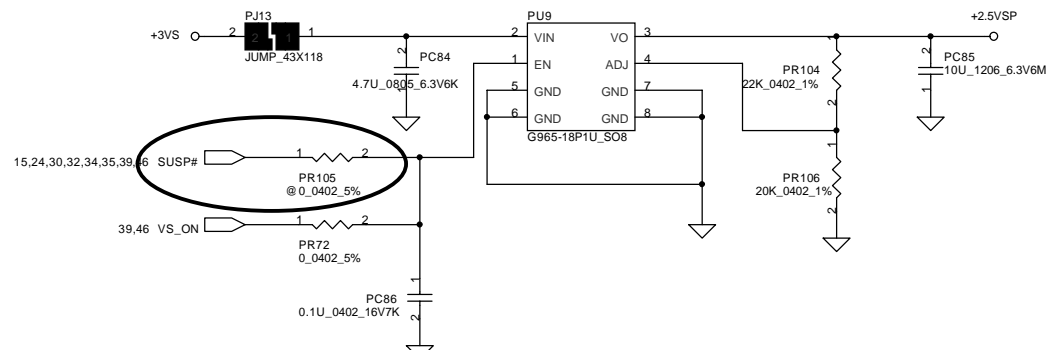 PJ13
PU9
+2.5VSP
+3VS
2
2
1
1
2
VIN
VO
3
JUMP_43X118
PC84
4.7U_0805_6.3V6K
2
1
1
EN
ADJ
4
5
GND
GND
7
6
GND
GND
8
G965-18P1U_SO8
PR104
22K_0402_1%
1
2
PC85
10U_1206_6.3V6M
2
1
15,24,30,32,34,35,39,46 SUSP#
1
2
PR105
@0_0402_5%
PR106
20K_0402_1%
1
2
39,46 VS_ON
1
2
PR72
0_0402_5%
PC86
0.1U_0402_16V7K
1
2